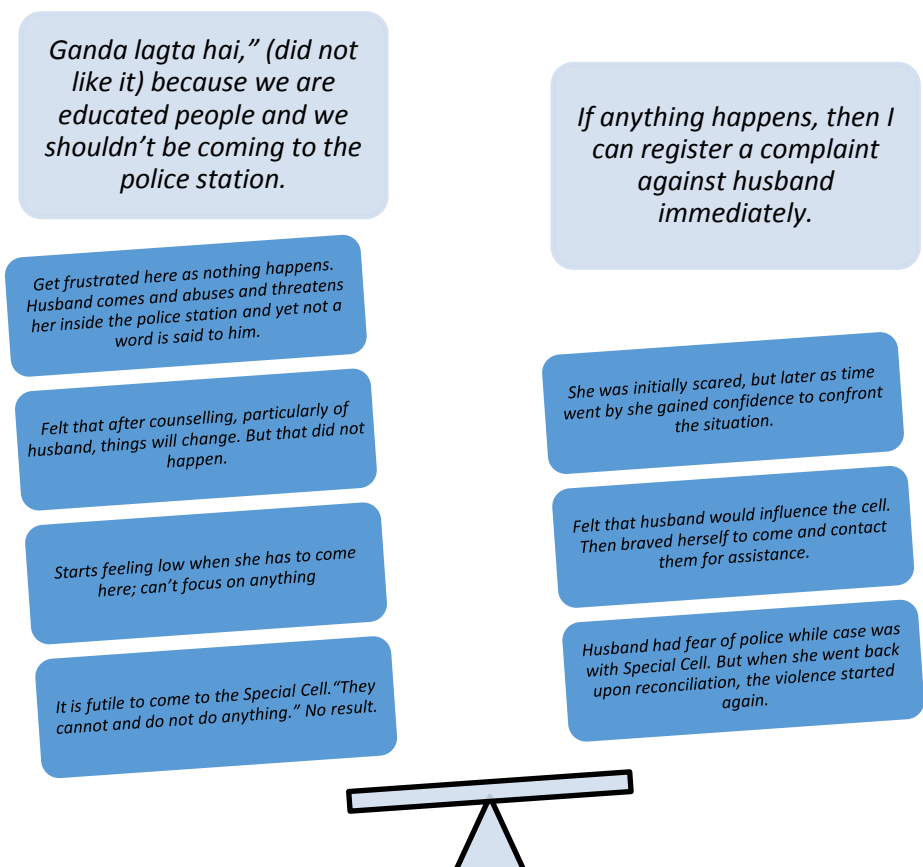 Ganda lagta hai,” (did not
like it) because we are
educated people and we
shouldn’t be coming to the
police station.
Get frustrated here as nothing happens.
Husband comes and abuses and threatens
her inside the police station and yet not a
word is said to him.
Felt that after counselling, particularly of
husband, things will change. But that did not
happen.
Starts feeling low when she has to come
here; can’t focus on anything
It is futile to come to the Special Cell.“They
cannot and do not do anything.” No result.
If anything happens, then I
can register a complaint
against husband
immediately.
She was initially scared, but later as time
went by she gained confidence to confront
the situation.
Felt that husband would influence the cell.
Then braved herself to come and contact
them for assistance.
Husband had fear of police while case was
with Special Cell. But when she went back
upon reconciliation, the violence started
again.